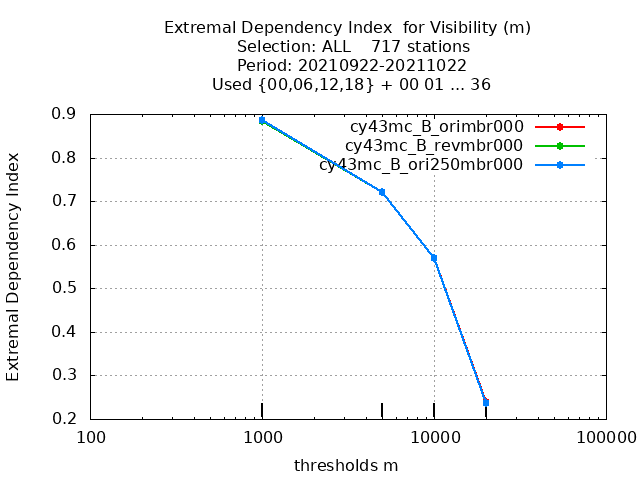 Extremal Dependency Index  for Visibility (m)
Selection: ALL    717 stations
Period: 20210922-20211022
Used {00,06,12,18} + 00 01 ... 36
cy43mc_B_orimbr000
cy43mc_B_revmbr000
cy43mc_B_ori250mbr000
Extremal Dependency Index
0.9
0.8
0.7
0.6
0.5
0.4
0.3
0.2
100 1000 10000 100000
thresholds m